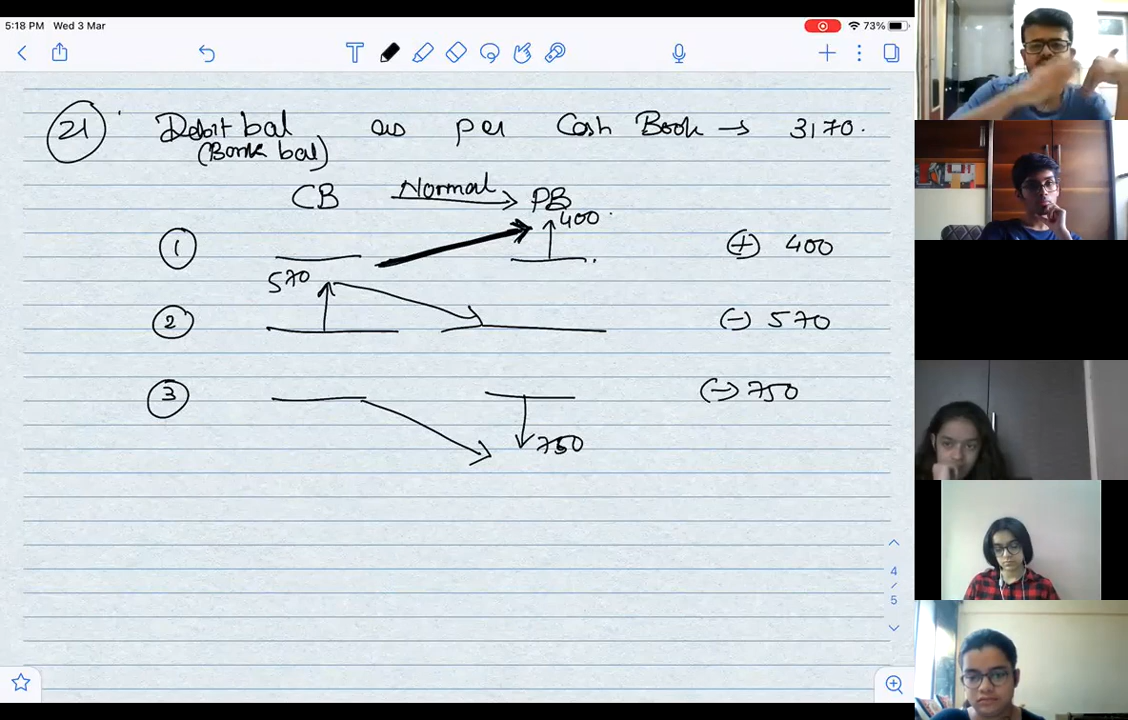 5:18 PM Wed 3 Mar
73%
T
21 Debit bal as per Cash Book → 3170.
(Bank bal)
CB Normal PB
400
1 (+) 400
570
2 (-) 570
3 (-) 750
750
4
/
5